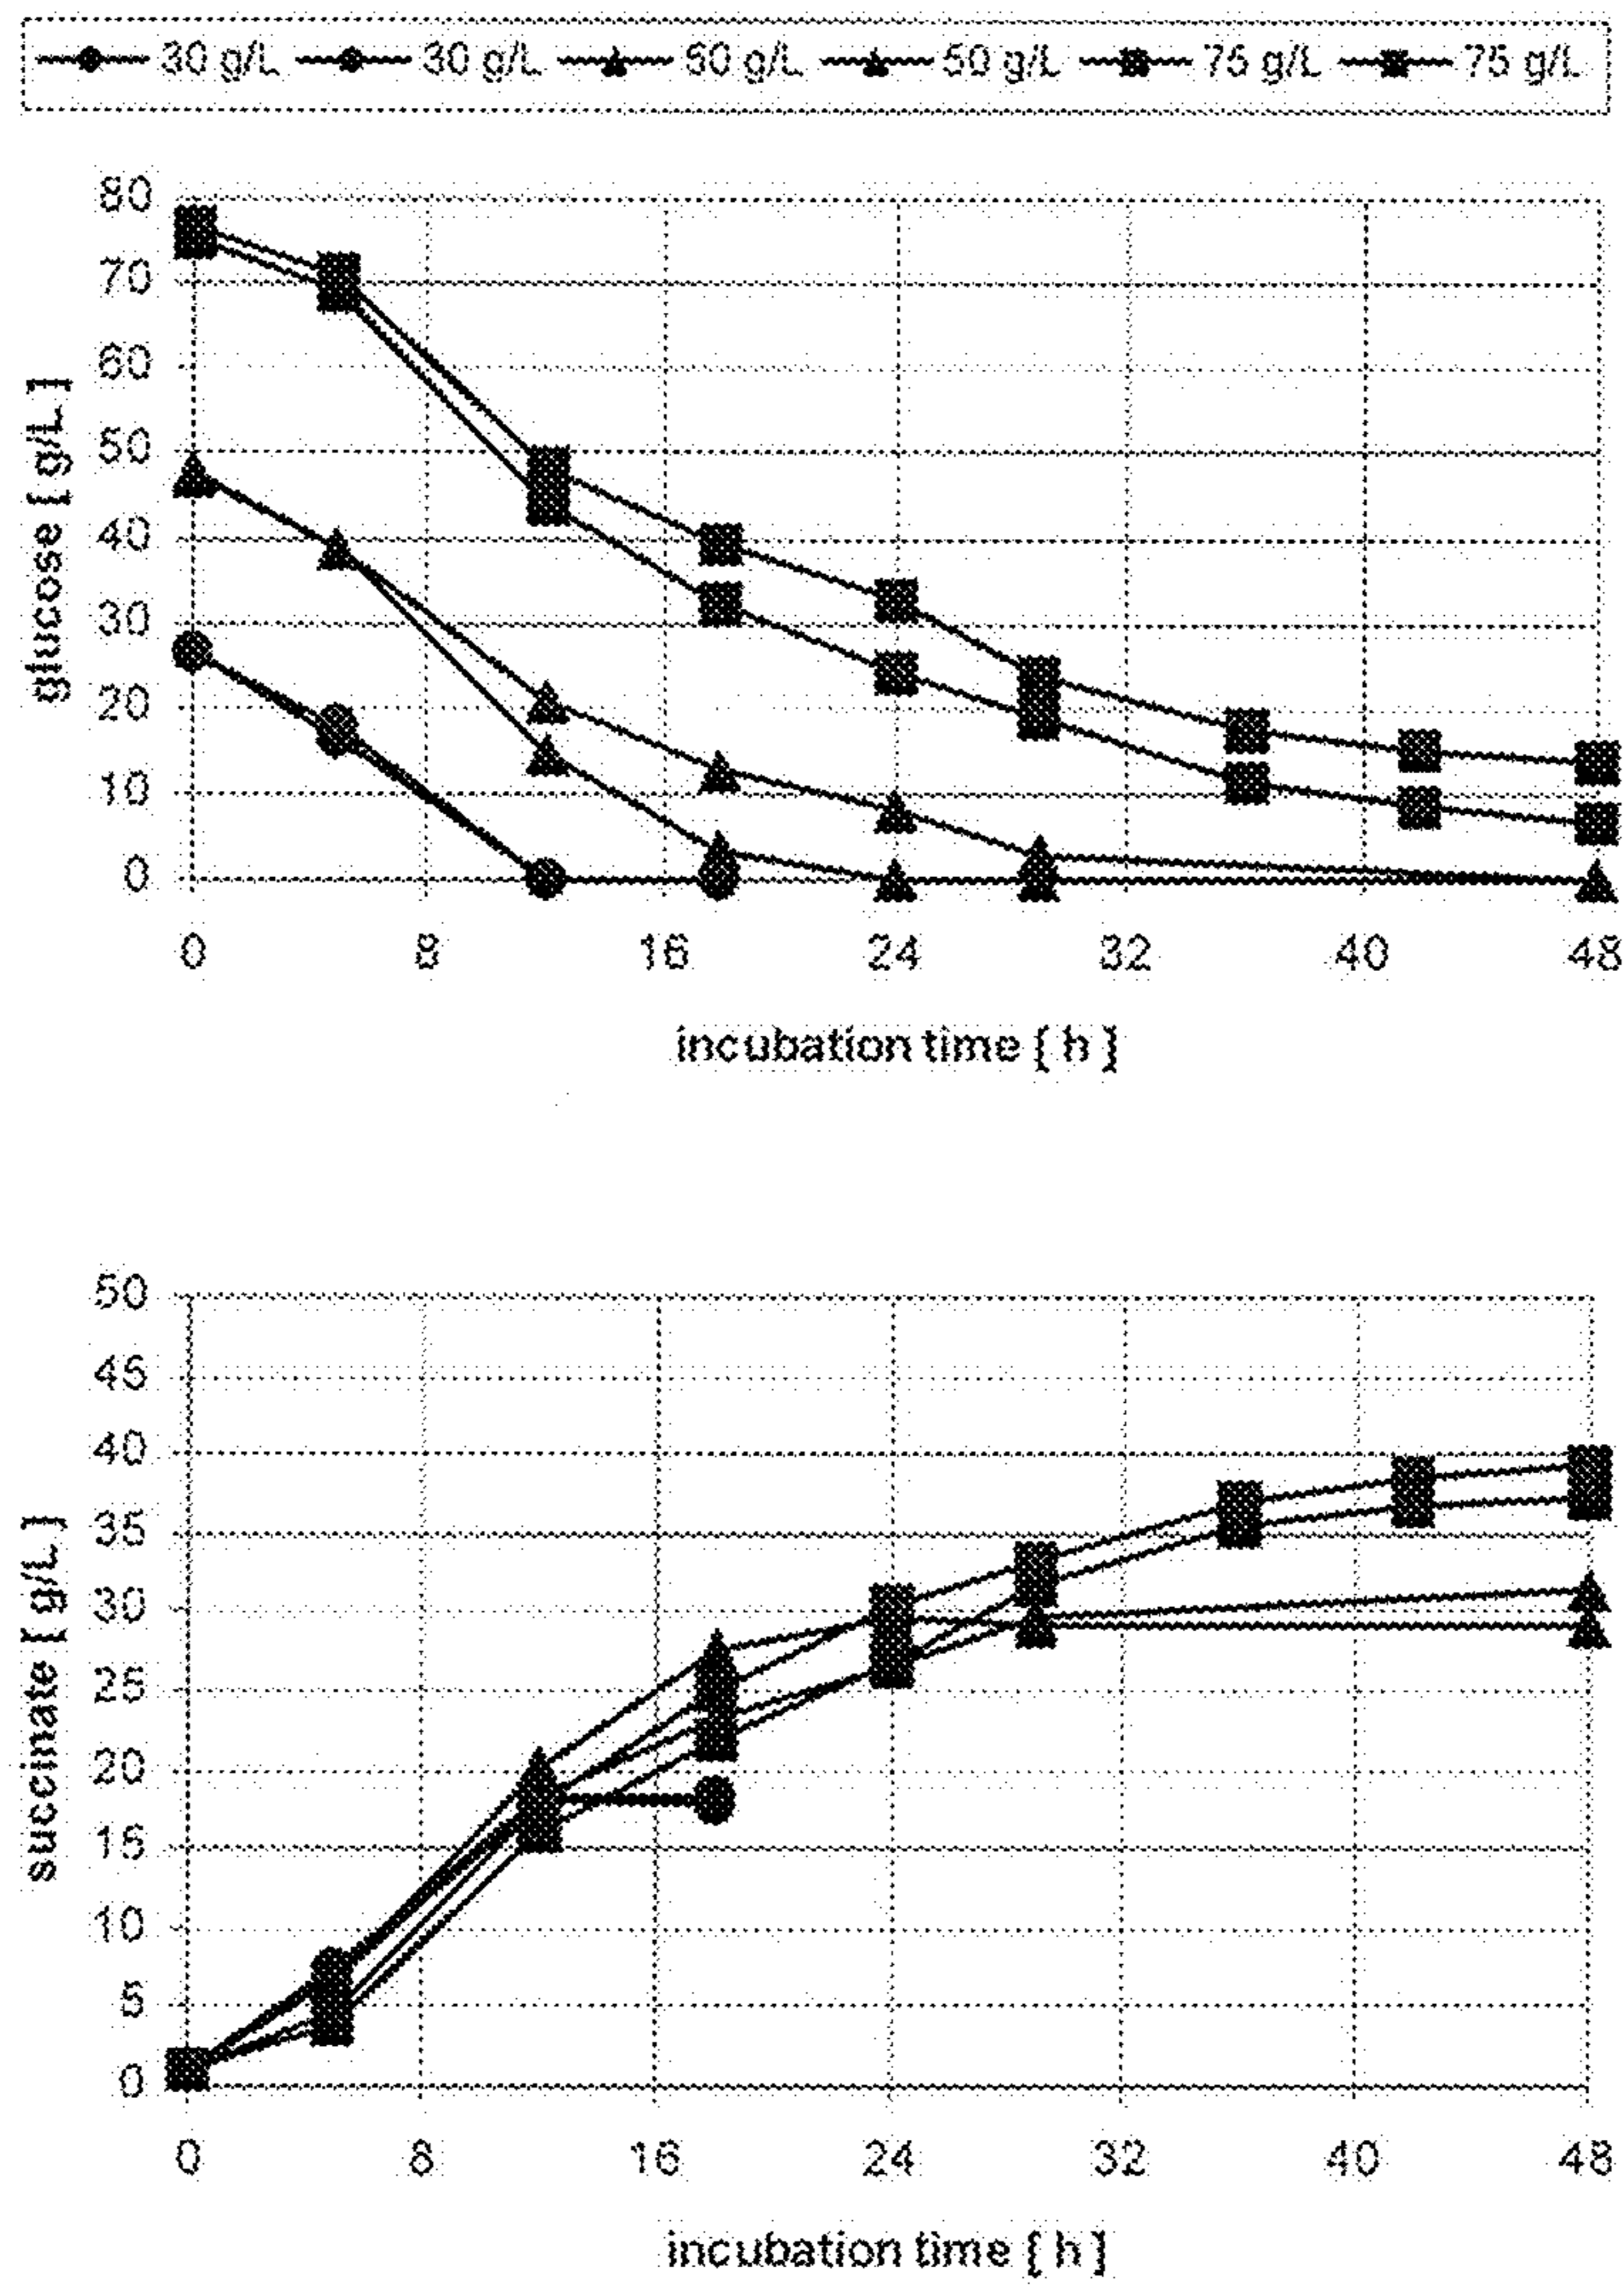 30 g/L 30 g/L 50 g/L 50 g/L 75 g/L 75 g/L
80
70
60
50
40
30
20
10
0
glucose [ g/L ]
0 8 16 24 32 40 48
incubation time [ h ]
50
45
40
35
30
25
20
15
10
5
0
succinate [ g/L ]
0 8 16 24 32 40 48
incubation time [ h ]